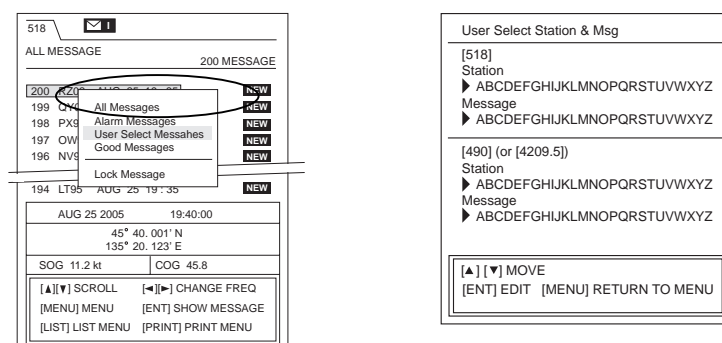 518 I
ALL MESSAGE
200 MESSAGE
200 NEW
199 NEW
198 PX9 NEW
197 OW NEW
196 NV9 NEW
All Messages
Alarm Messages
User Select Messahes
Good Messages
Lock Message
194 LT95 AUG 25 19 : 35 NEW
AUG 25 2005 19:40:00
45° 40. 001' N
135° 20. 123' E
SOG 11.2 kt COG 45.8
[▲][▼] SCROLL [◄][►] CHANGE FREQ
[MENU] MENU [ENT] SHOW MESSAGE
[LIST] LIST MENU [PRINT] PRINT MENU
User Select Station & Msg
[518]
Station
▶ ABCDEFGHIJKLMNOPQRSTUVWXYZ
Message
▶ ABCDEFGHIJKLMNOPQRSTUVWXYZ
[490] (or [4209.5])
Station
▶ ABCDEFGHIJKLMNOPQRSTUVWXYZ
Message
▶ ABCDEFGHIJKLMNOPQRSTUVWXYZ
[▲] [▼] MOVE
[ENT] EDIT [MENU] RETURN TO MENU